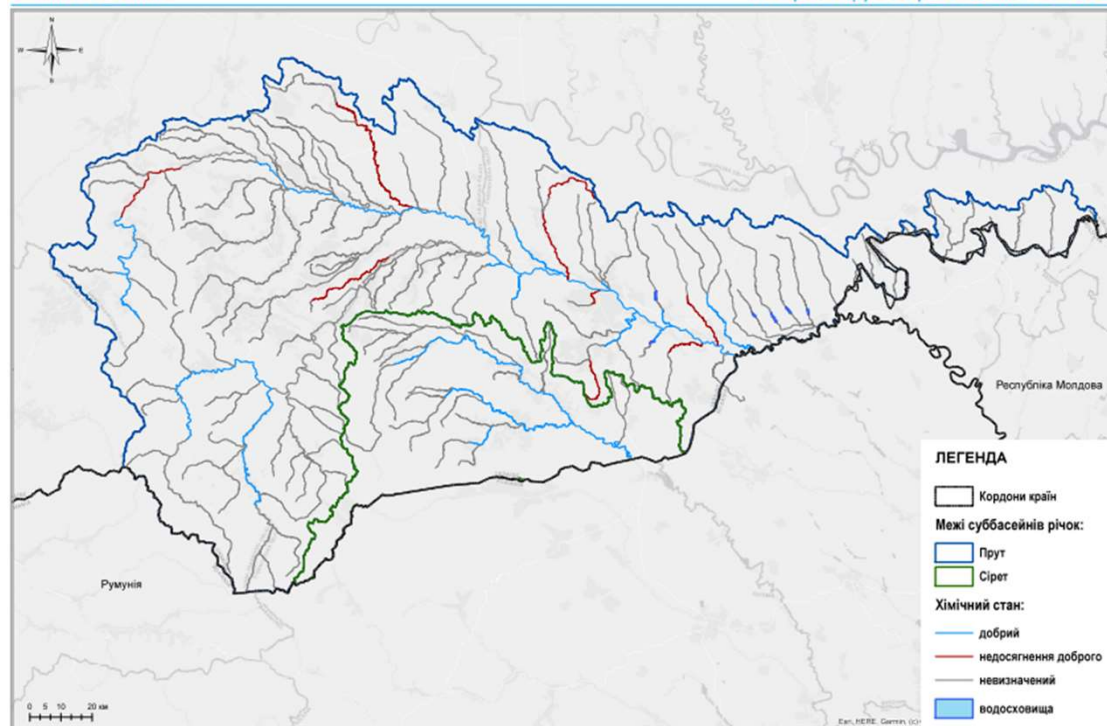 N
W E
S
Республіка Молдова
Румунія
ЛЕГЕНДА
Кордони країн
Межі суббасейнів річок:
Прут
Сірет
Хімічний стан:
добрий
недосягнення доброго
невизначений
водосховища
0 5 10 20 км
Esri, HERE, Garmin, (c)